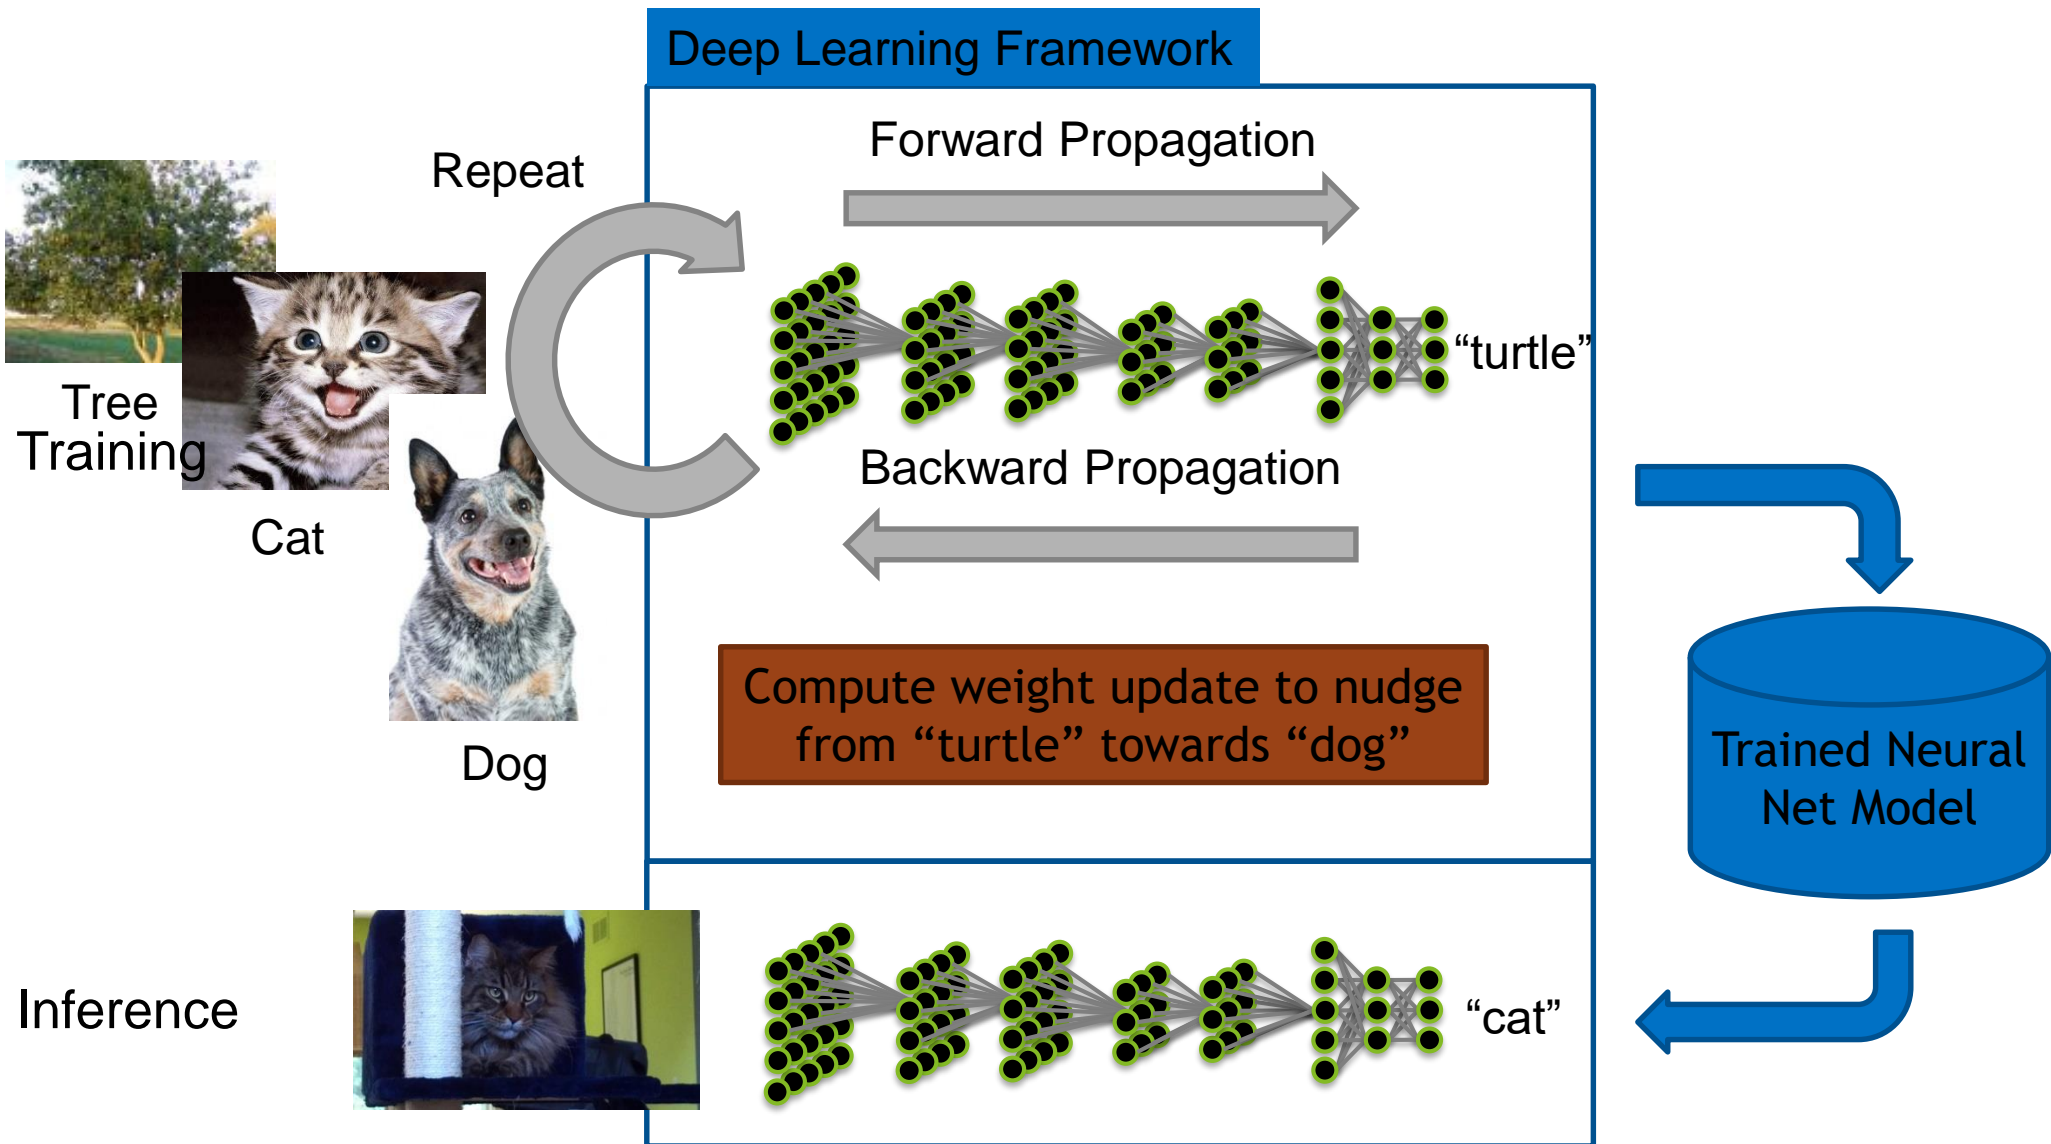 Deep Learning Framework
Forward Propagation
Repeat
“turtle”
Tree
Training
Cat
Backward Propagation
Dog
Compute weight update to nudge
from “turtle” towards “dog”
Trained Neural
Net Model
Inference
“cat”